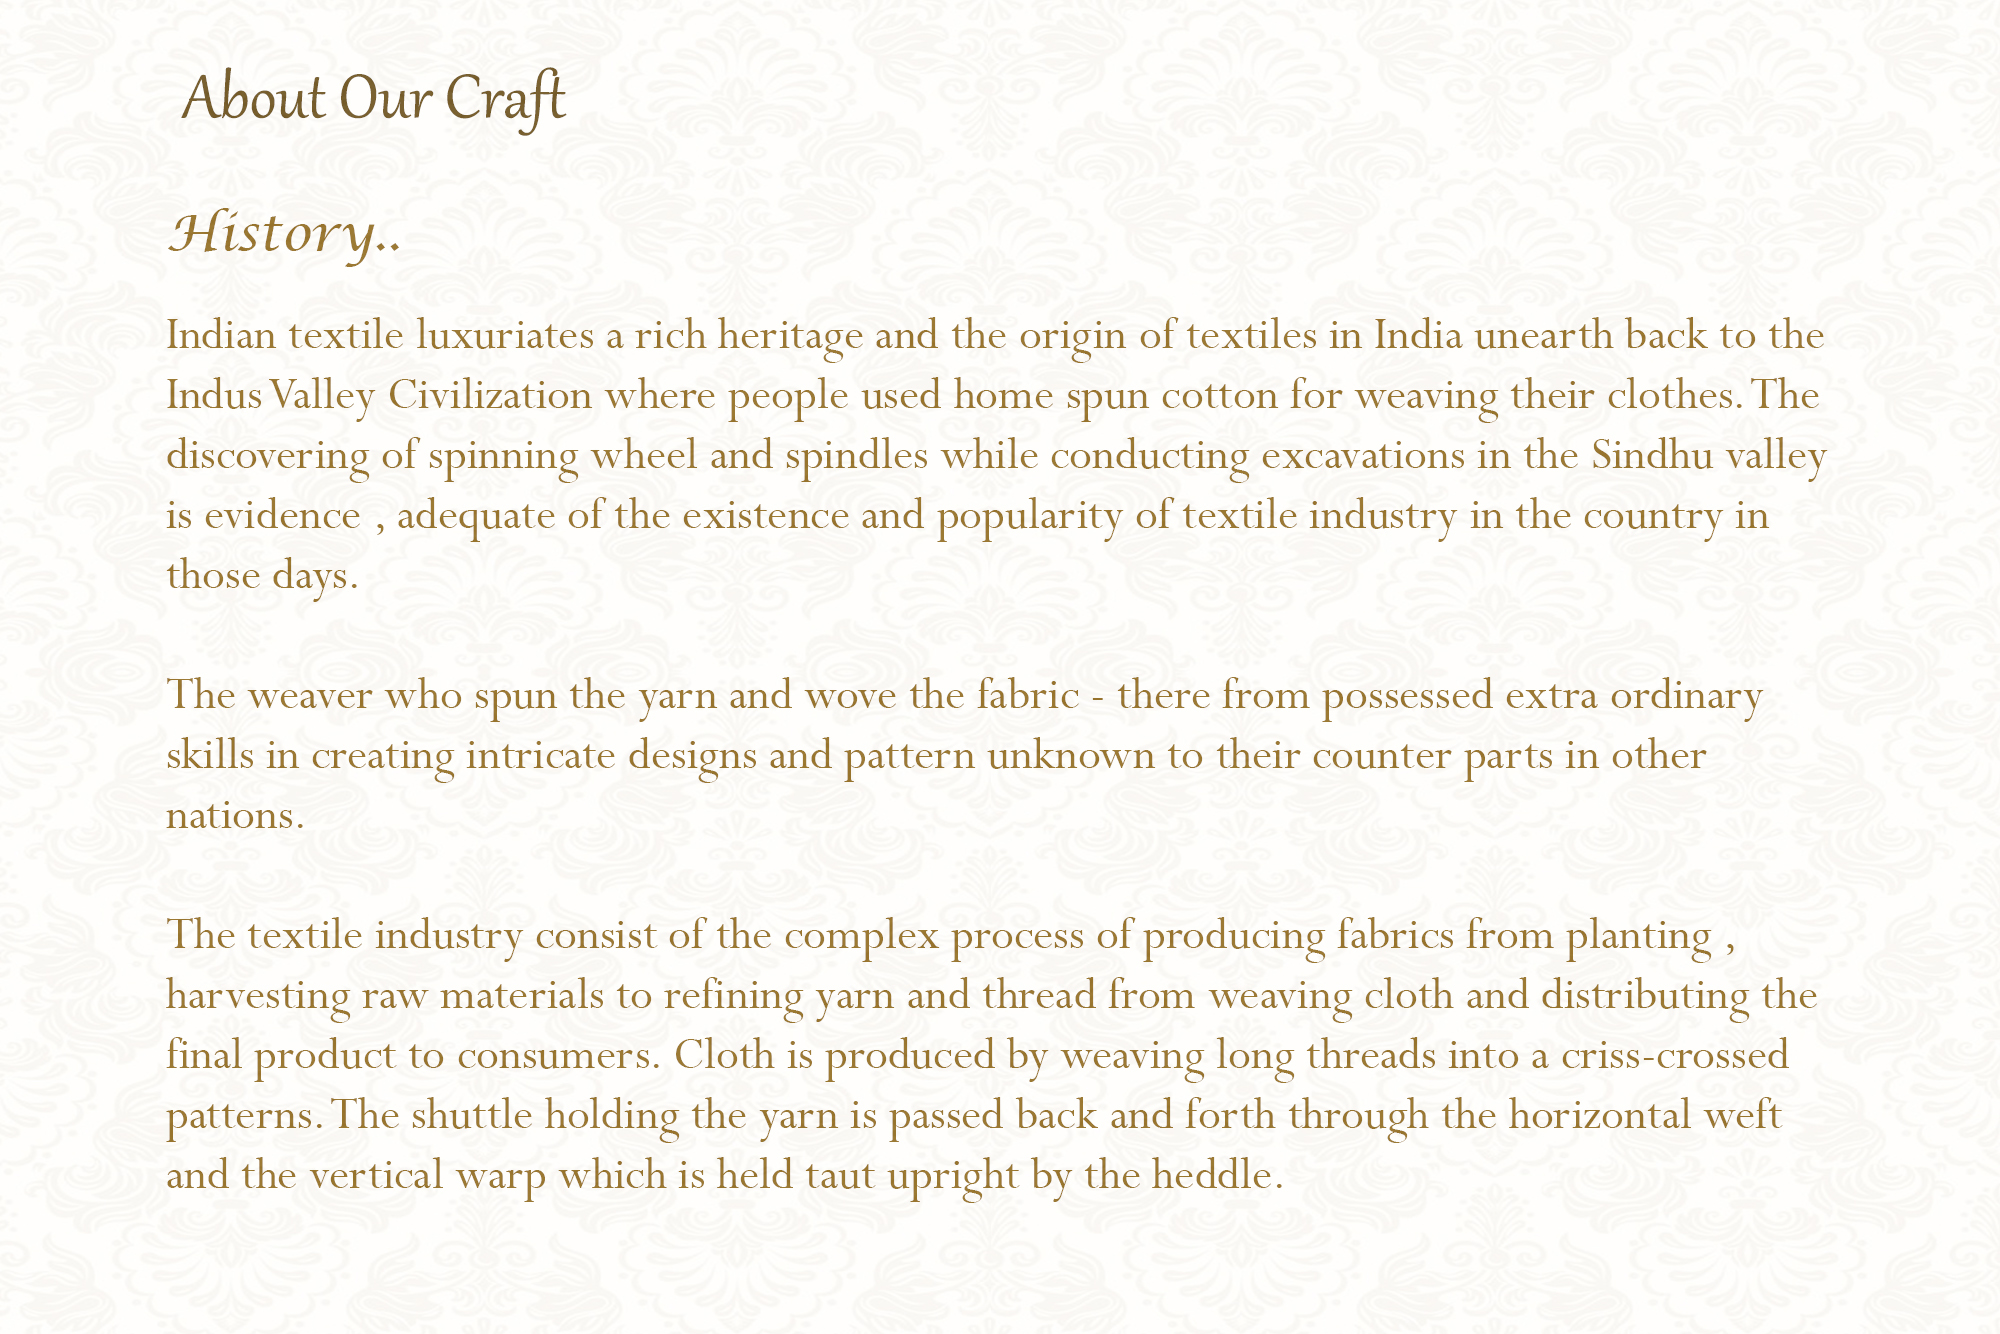 About Our Craft
History..
Indian textile luxuriates a rich heritage and the origin of textiles in India unearth back to the
Indus Valley Civilization where people used home spun cotton for weaving their clothes. The
discovering of spinning wheel and spindles while conducting excavations in the Sindhu valley
is evidence , adequate of the existence and popularity of textile industry in the country in
those days.
The weaver who spun the yarn and wove the fabric - there from possessed extra ordinary
skills in creating intricate designs and pattern unknown to their counter parts in other
nations.
The textile industry consist of the complex process of producing fabrics from planting ,
harvesting raw materials to refining yarn and thread from weaving cloth and distributing the
final product to consumers. Cloth is produced by weaving long threads into a criss-crossed
patterns. The shuttle holding the yarn is passed back and forth through the horizontal weft
and the vertical warp which is held taut upright by the heddle.